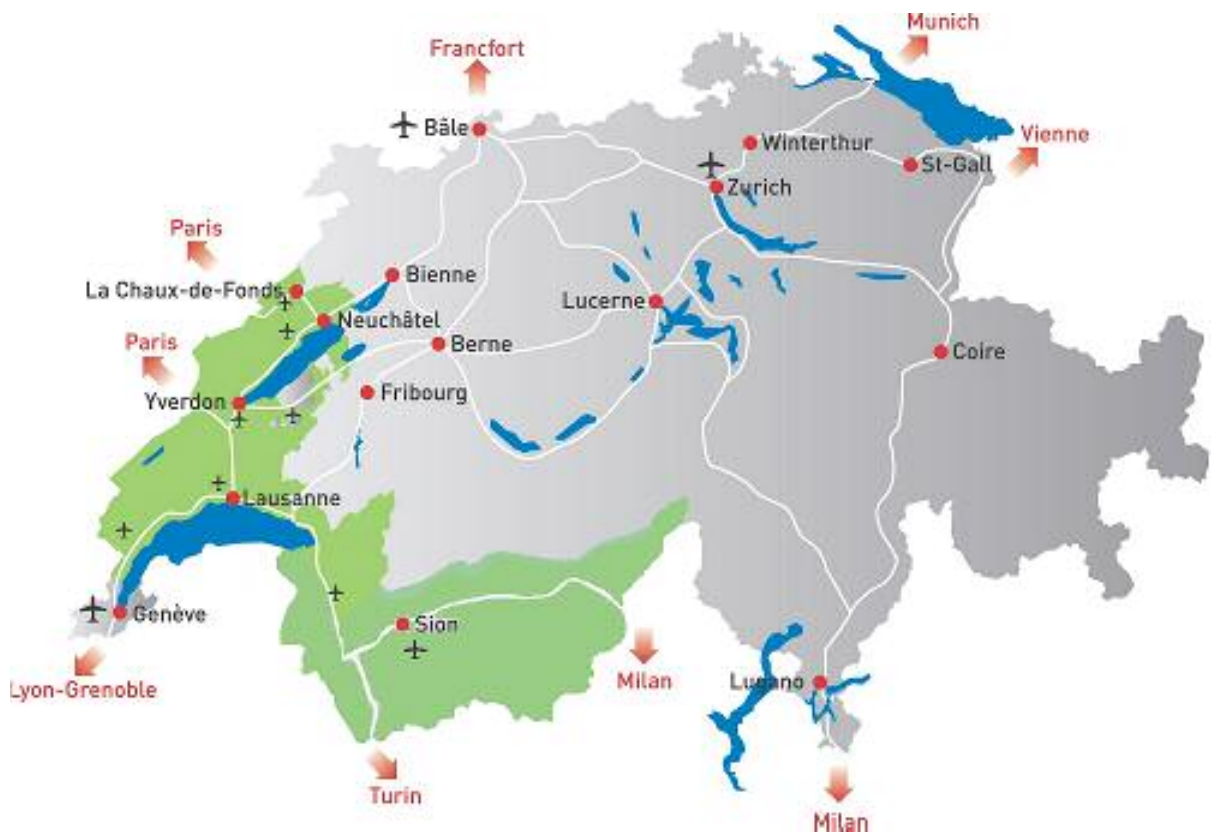 Munich
Francfort
Bâle
Vienne
Winterthur
St-Gall
Zurich
Paris
La Chaux-de-Fonds
Bienne
Lucerne
Neuchâtel
Berne
Coire
Paris
Yverdon
Fribourg
Lausanne
Genève
Sion
Lyon-Grenoble
Milan
Lugano
Turin
Milan